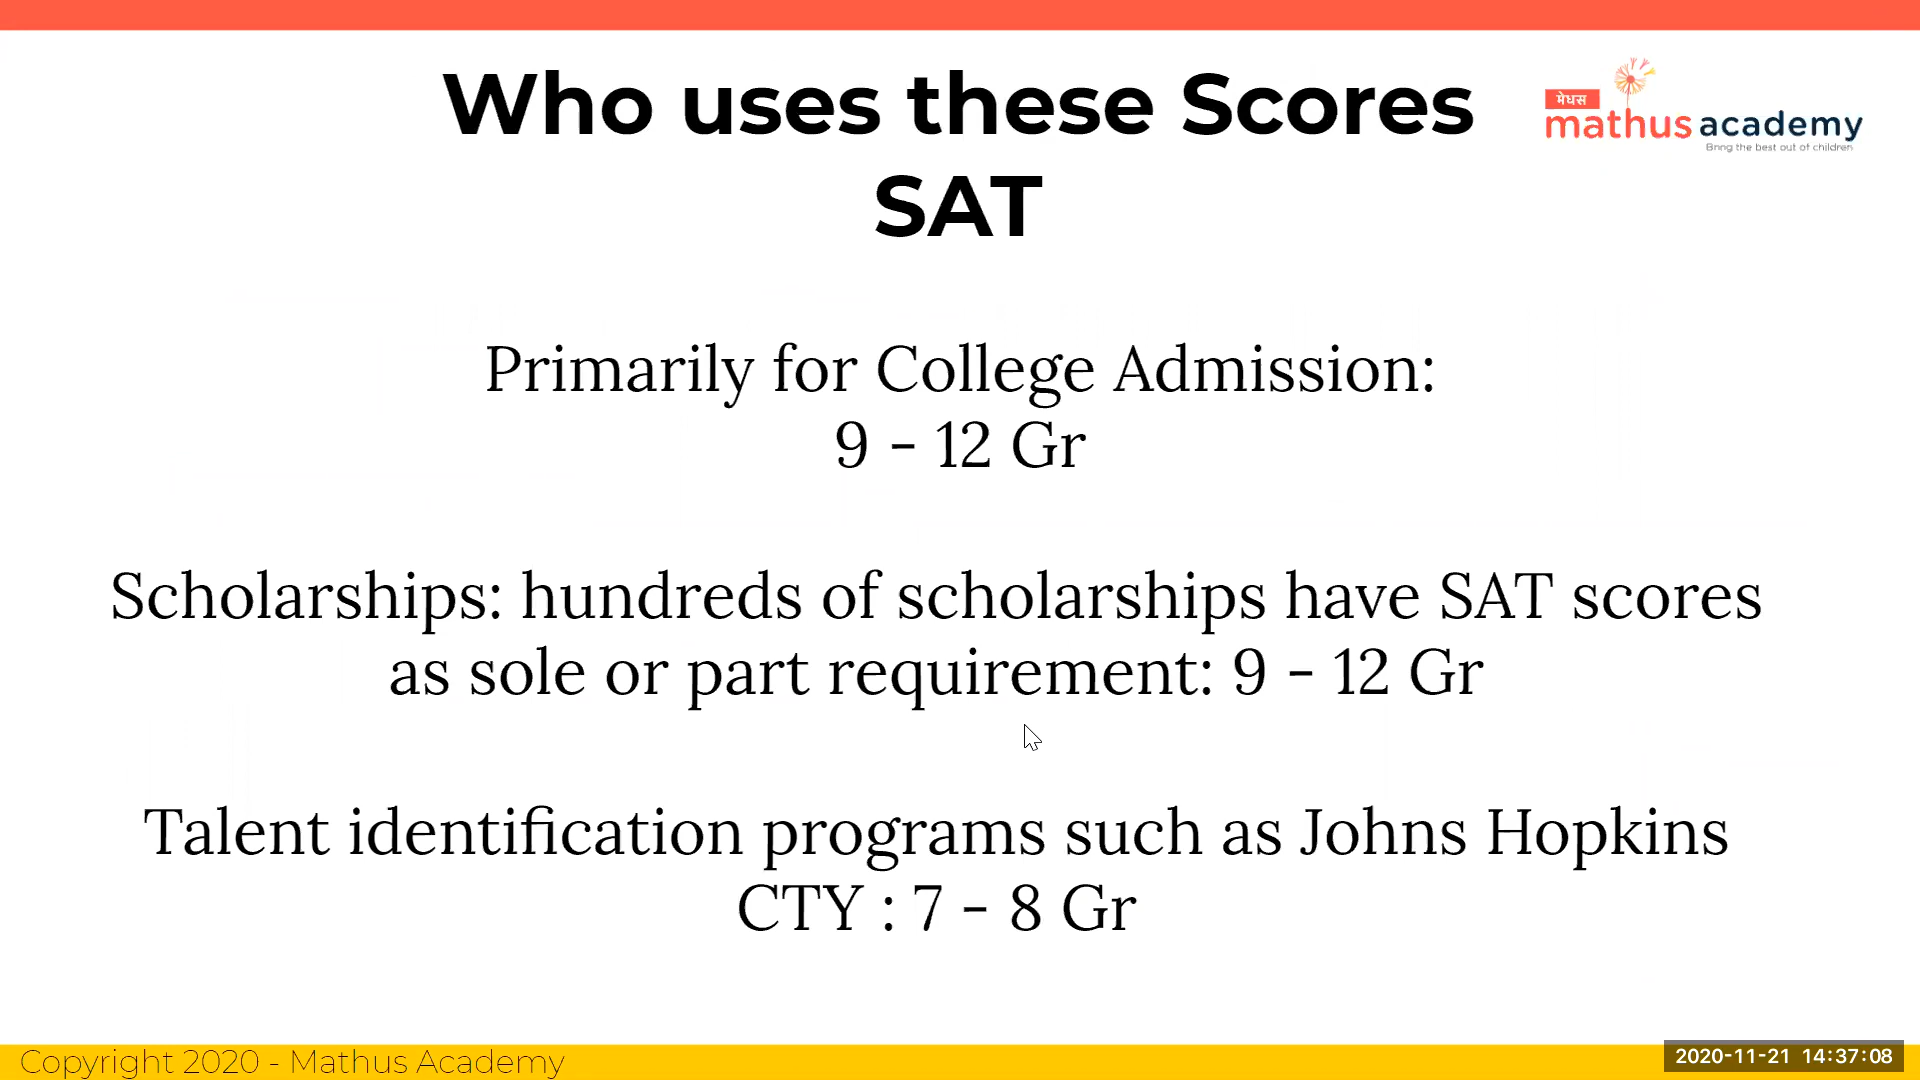 Who uses these Scores
SAT
मेधस
mathus academy
Bring the best out of children
Primarily for College Admission:
9 - 12 Gr
Scholarships: hundreds of scholarships have SAT scores
as sole or part requirement: 9 - 12 Gr
Talent identification programs such as Johns Hopkins
CTY : 7 - 8 Gr
Copyright 2020 - Mathus Academy
2020-11-21 14:37:08